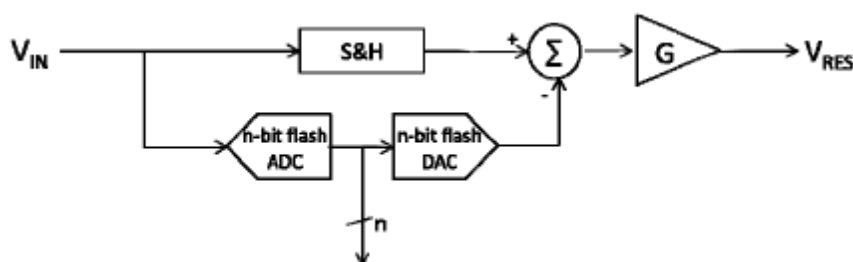 V_IN
S&H
+
Σ
-
G
V_RES
n-bit flash
ADC
n-bit flash
DAC
n